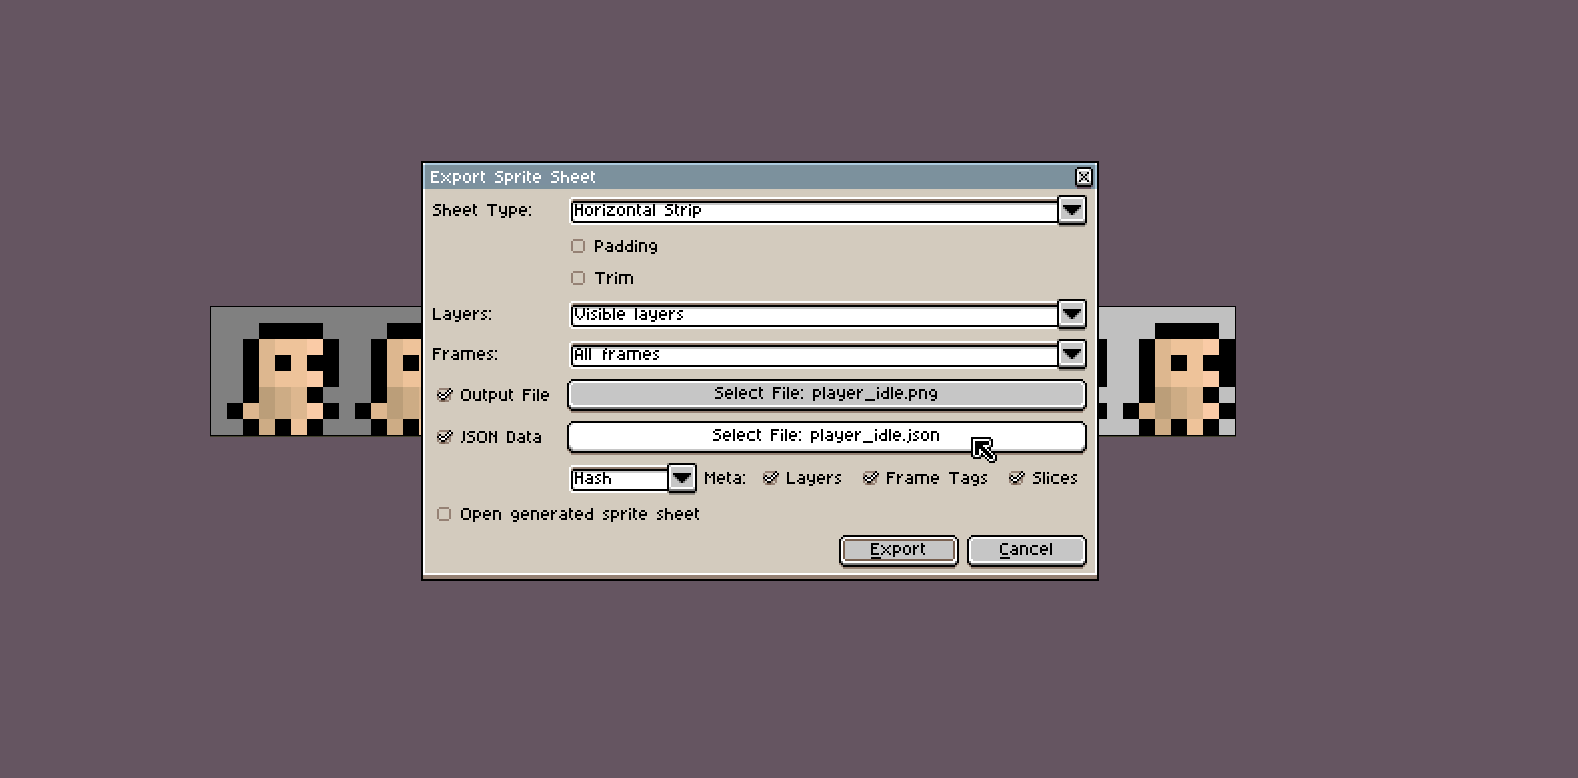 Export Sprite Sheet
Sheet Type: Horizontal Strip
Padding
Trim
Layers: Visible layers
Frames: All frames
Output File Select File: player_idle.png
JSON Data Select File: player_idle.json
Hash Meta: Layers Frame Tags Slices
Open generated sprite sheet
Export Cancel